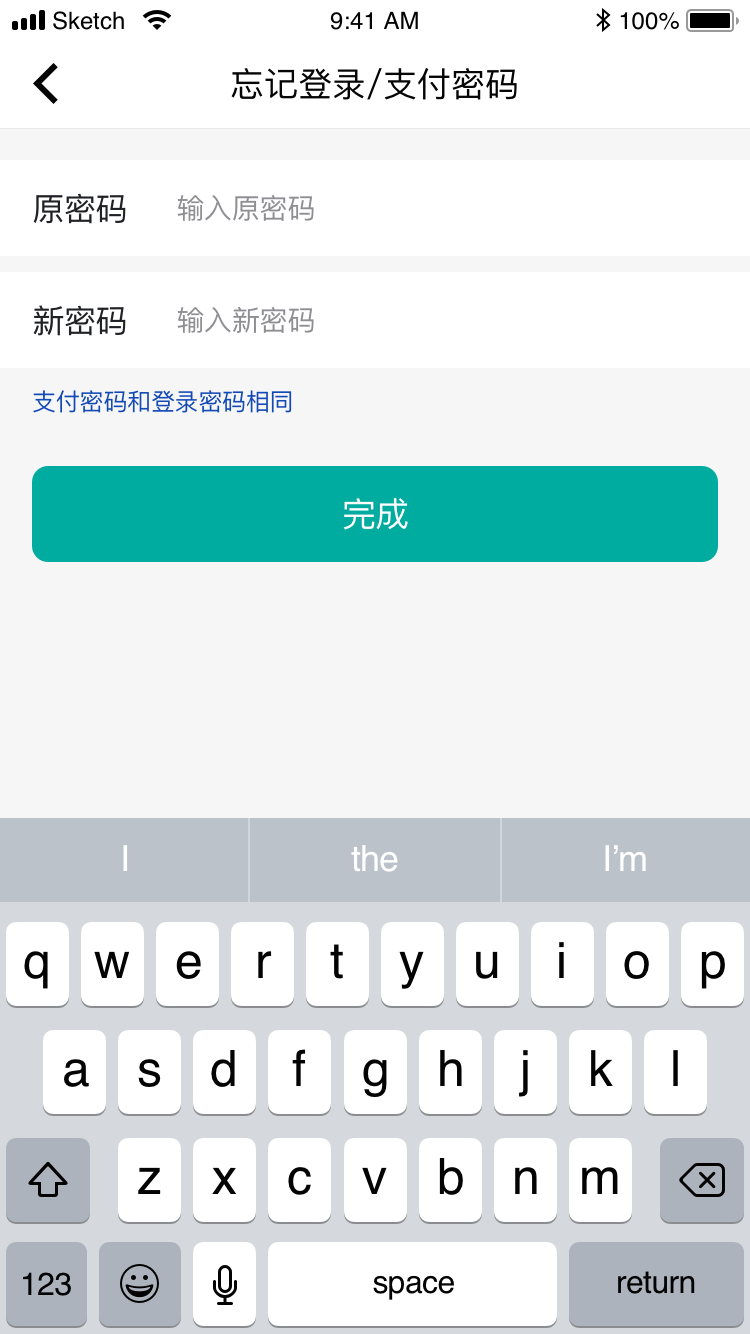 Sketch 9:41 AM 100%
忘记登录/支付密码
原密码 输入原密码
新密码 输入新密码
支付密码和登录密码相同
完成
I the I'm
q w e r t y u i o p
a s d f g h j k l
z x c v b n m
123 space return